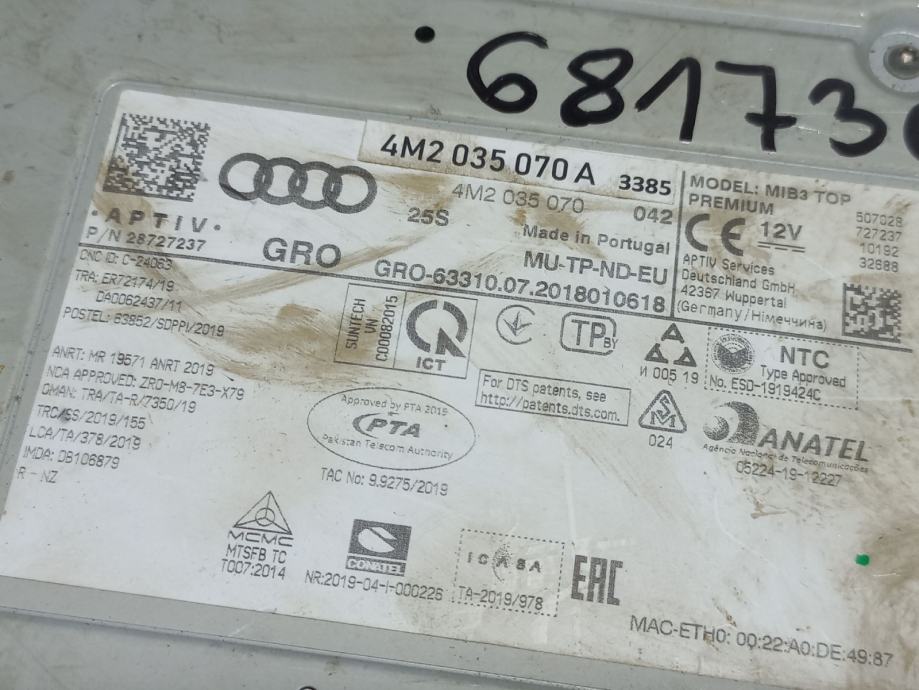 68173
4M2 035 070 A 3385
4M2 035 070 042
25S
Made in Portugal
· A P T I V ·
P/N 28727237
GRO
MU-TP-ND-EU
GRO-63310.07.2018010618
MODEL: MIB3 TOP
PREMIUM
507028
727237
10192
32688
CE 12V
APTIV Services
Deutschland GmbH
42367 Wuppertal
(Germany/Німеччина)
CNC ID: C-24063
TRA: ER72174/19
DA0062437/11
POSTEL: 63852/SDPPI/2019
SUNTECH
VN
C00082015
ICT
TP BY
И 005 19
NTC
Type Approved
No. ESD-1919424C
ANRT: MR 19571 ANRT 2019
NCA APPROVED: ZRO-M8-7E3-X79
OMAN: TRA/TA-R/7350/19
TRC/SS/2019/155
LCA/TA/378/2019
IMDA: DB106879
R - NZ
For DTS patents, see
http://patents.dts.com.
Approved by PTA 2019
PTA
Pakistan Telecom Authority
TAC No: 9.9275/2019
024
ANATEL
Agência Nacional de Telecomunicações
05224-19-12227
MCMC
MTSFB TC
T007:2014
CONATEL
NR:2019-04-I-000226
ICASA
TA-2019/978
EAC
MAC-ETH0: 00:22:A0:DE:49:87